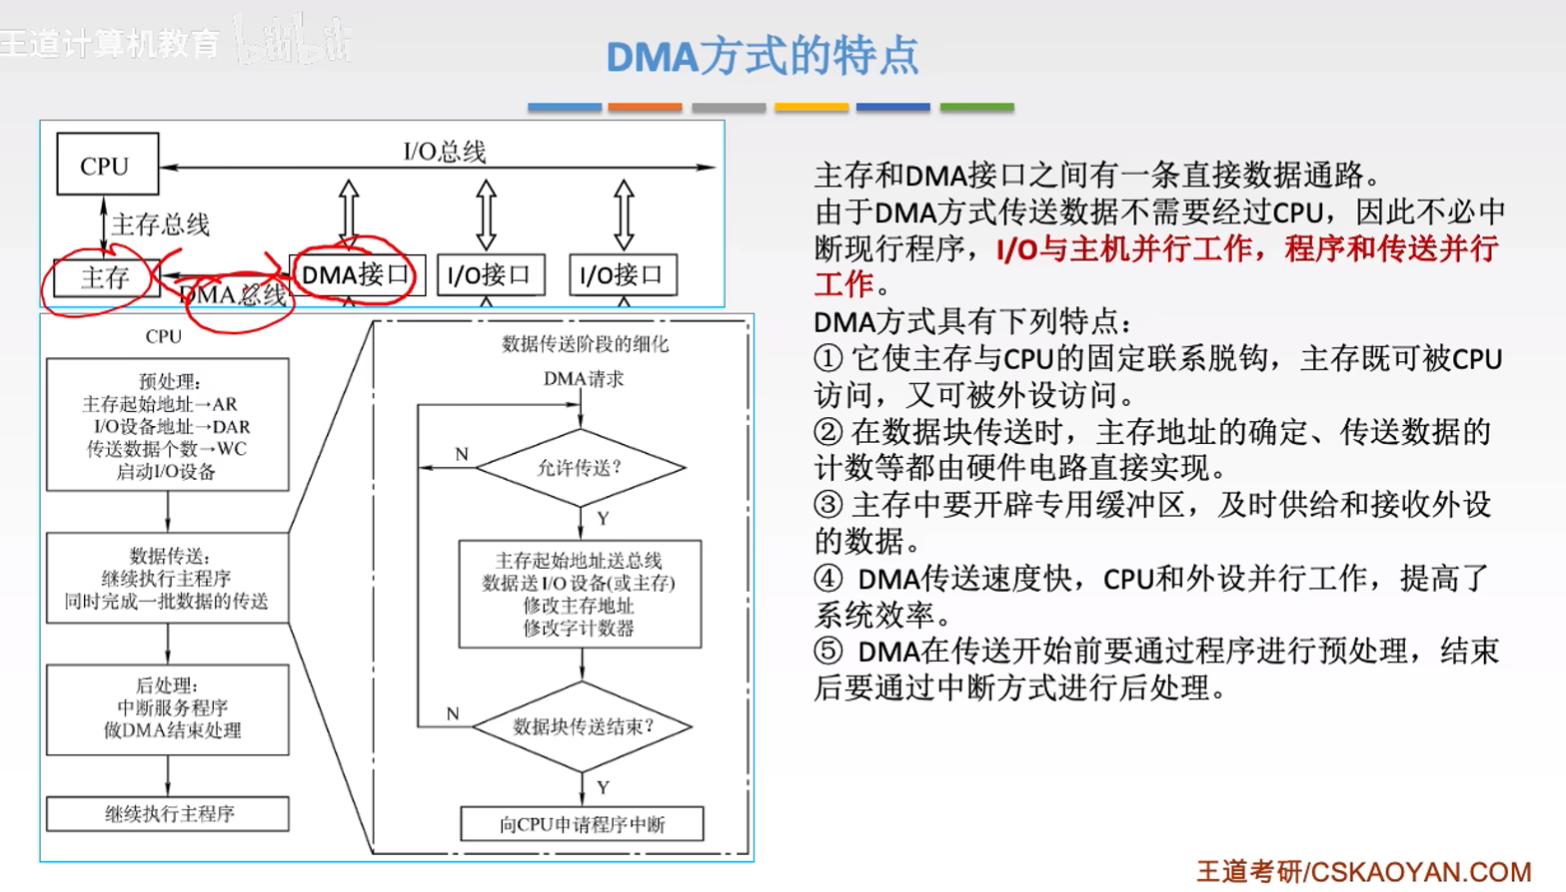 王道计算机教育 bilibili
DMA方式的特点
CPU
I/O总线
主存总线
主存
DMA总线
DMA接口
I/O接口
I/O接口
CPU
预处理：
主存起始地址→AR
I/O设备地址→DAR
传送数据个数→WC
启动I/O设备
数据传送：
继续执行主程序
同时完成一批数据的传送
后处理：
中断服务程序
做DMA结束处理
继续执行主程序
数据传送阶段的细化
DMA请求
允许传送？
N
Y
主存起始地址送总线
数据送I/O设备(或主存)
修改主存地址
修改字计数器
数据块传送结束？
N
Y
向CPU申请程序中断
主存和DMA接口之间有一条直接数据通路。
由于DMA方式传送数据不需要经过CPU，因此不必中
断现行程序，I/O与主机并行工作，程序和传送并行
工作。
DMA方式具有下列特点：
① 它使主存与CPU的固定联系脱钩，主存既可被CPU
访问，又可被外设访问。
② 在数据块传送时，主存地址的确定、传送数据的
计数等都由硬件电路直接实现。
③ 主存中要开辟专用缓冲区，及时供给和接收外设
的数据。
④ DMA传送速度快，CPU和外设并行工作，提高了
系统效率。
⑤ DMA在传送开始前要通过程序进行预处理，结束
后要通过中断方式进行后处理。
王道考研/CSKAOYAN.COM